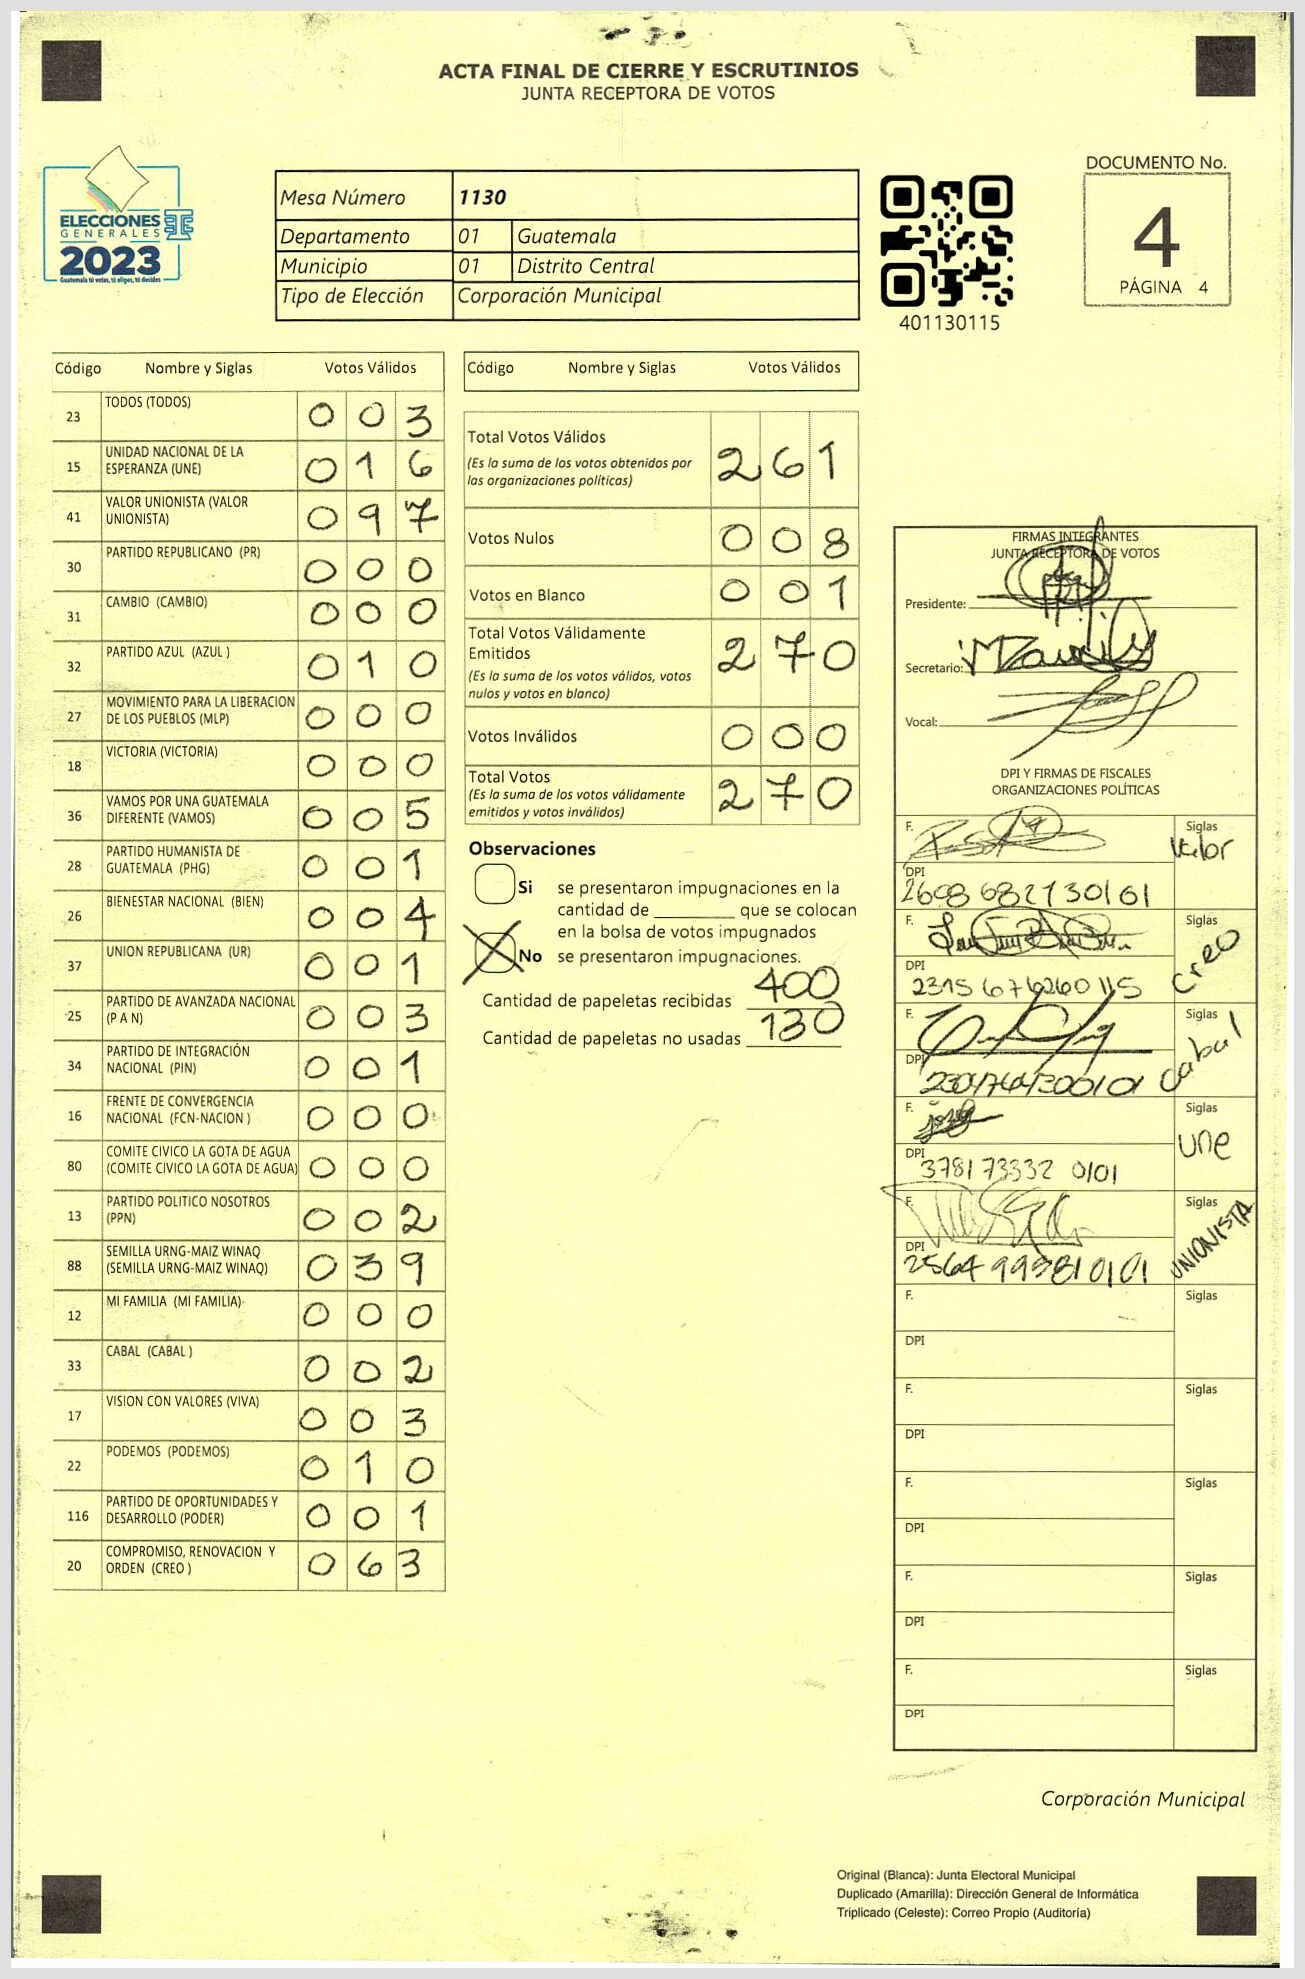 ACTA FINAL DE CIERRE Y ESCRUTINIOS
JUNTA RECEPTORA DE VOTOS
ELECCIONES
GENERALES
2023
Guatemala tú votas, tú eliges, tú decides
Mesa Número 1130
Departamento 01 Guatemala
Municipio 01 Distrito Central
Tipo de Elección Corporación Municipal
401130115
DOCUMENTO No.
4
PÁGINA 4
Código Nombre y Siglas Votos Válidos
23 TODOS (TODOS) 0 0 3
15 UNIDAD NACIONAL DE LA
ESPERANZA (UNE) 0 1 6
41 VALOR UNIONISTA (VALOR
UNIONISTA) 0 9 7
30 PARTIDO REPUBLICANO (PR) 0 0 0
31 CAMBIO (CAMBIO) 0 0 0
32 PARTIDO AZUL (AZUL ) 0 1 0
27 MOVIMIENTO PARA LA LIBERACION
DE LOS PUEBLOS (MLP) 0 0 0
18 VICTORIA (VICTORIA) 0 0 0
36 VAMOS POR UNA GUATEMALA
DIFERENTE (VAMOS) 0 0 5
28 PARTIDO HUMANISTA DE
GUATEMALA (PHG) 0 0 1
26 BIENESTAR NACIONAL (BIEN) 0 0 4
37 UNION REPUBLICANA (UR) 0 0 1
25 PARTIDO DE AVANZADA NACIONAL
(P A N) 0 0 3
34 PARTIDO DE INTEGRACIÓN
NACIONAL (PIN) 0 0 1
16 FRENTE DE CONVERGENCIA
NACIONAL (FCN-NACION ) 0 0 0
80 COMITE CIVICO LA GOTA DE AGUA
(COMITE CIVICO LA GOTA DE AGUA) 0 0 0
13 PARTIDO POLITICO NOSOTROS
(PPN) 0 0 2
88 SEMILLA URNG-MAIZ WINAQ
(SEMILLA URNG-MAIZ WINAQ) 0 3 9
12 MI FAMILIA (MI FAMILIA) 0 0 0
33 CABAL (CABAL ) 0 0 2
17 VISION CON VALORES (VIVA) 0 0 3
22 PODEMOS (PODEMOS) 0 1 0
116 PARTIDO DE OPORTUNIDADES Y
DESARROLLO (PODER) 0 0 1
20 COMPROMISO, RENOVACION Y
ORDEN (CREO ) 0 6 3
Código Nombre y Siglas Votos Válidos
Total Votos Válidos 2 6 1
(Es la suma de los votos obtenidos por
las organizaciones políticas)
Votos Nulos 0 0 8
Votos en Blanco 0 0 1
Total Votos Válidamente
Emitidos 2 7 0
(Es la suma de los votos válidos, votos
nulos y votos en blanco)
Votos Inválidos 0 0 0
Total Votos 2 7 0
(Es la suma de los votos válidamente
emitidos y votos inválidos)
Observaciones
Si se presentaron impugnaciones en la
cantidad de ________ que se colocan
en la bolsa de votos impugnados
No se presentaron impugnaciones.
Cantidad de papeletas recibidas 400
Cantidad de papeletas no usadas 130
FIRMAS INTEGRANTES
JUNTA RECEPTORA DE VOTOS
Presidente:
Secretario:
Vocal:
DPI Y FIRMAS DE FISCALES
ORGANIZACIONES POLÍTICAS
F. Siglas
Valor
DPI
F. Siglas
Creo
DPI
F. Siglas
Cabal
DPI
F. Siglas
une
DPI
378173332 0101
F. Siglas
UNIONISTA
DPI
2564 99381 0101
F. Siglas
DPI
F. Siglas
DPI
F. Siglas
DPI
F. Siglas
DPI
F. Siglas
DPI
Corporación Municipal
Original (Blanca): Junta Electoral Municipal
Duplicado (Amarilla): Dirección General de Informática
Triplicado (Celeste): Correo Propio (Auditoría)